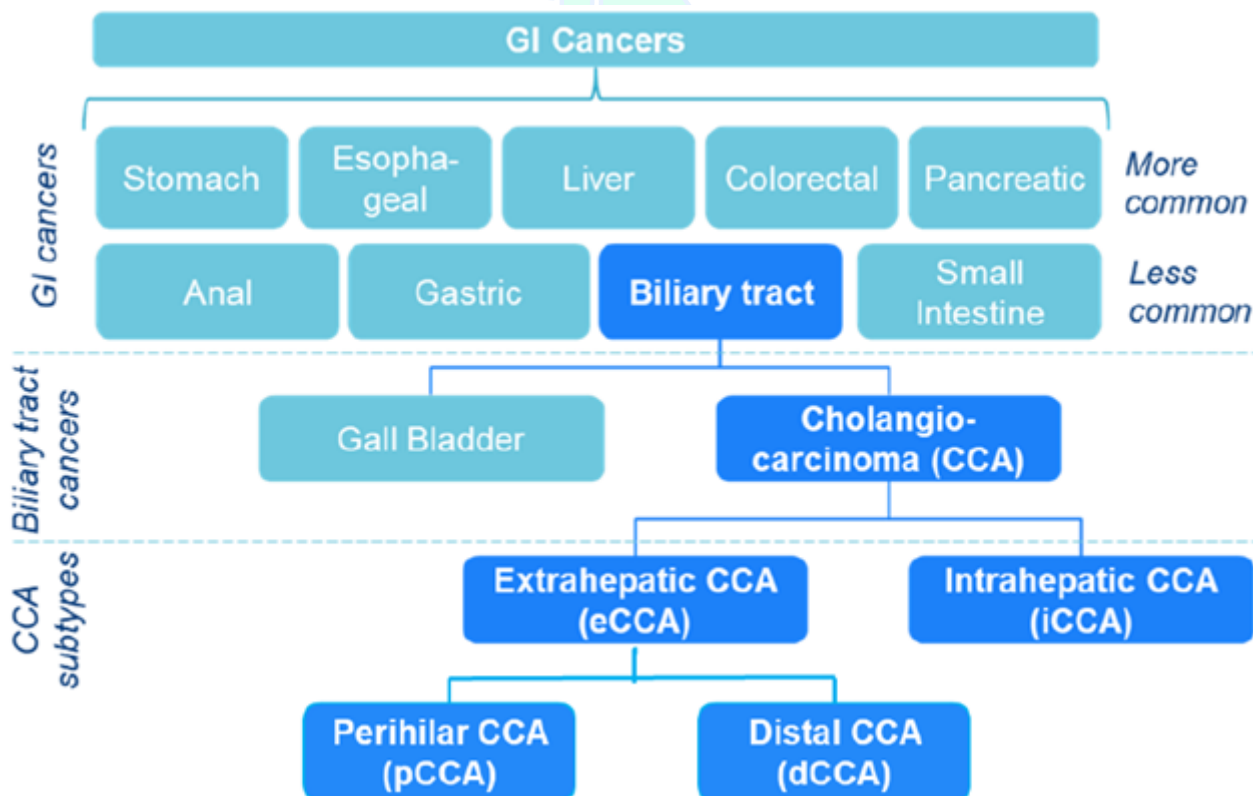 GI Cancers
GI cancers
Stomach
Esopha-
geal
Liver
Colorectal
Pancreatic
More
common
Anal
Gastric
Biliary tract
Small
Intestine
Less
common
Biliary tract
cancers
Gall Bladder
Cholangio-
carcinoma (CCA)
CCA
subtypes
Extrahepatic CCA
(eCCA)
Intrahepatic CCA
(iCCA)
Perihilar CCA
(pCCA)
Distal CCA
(dCCA)